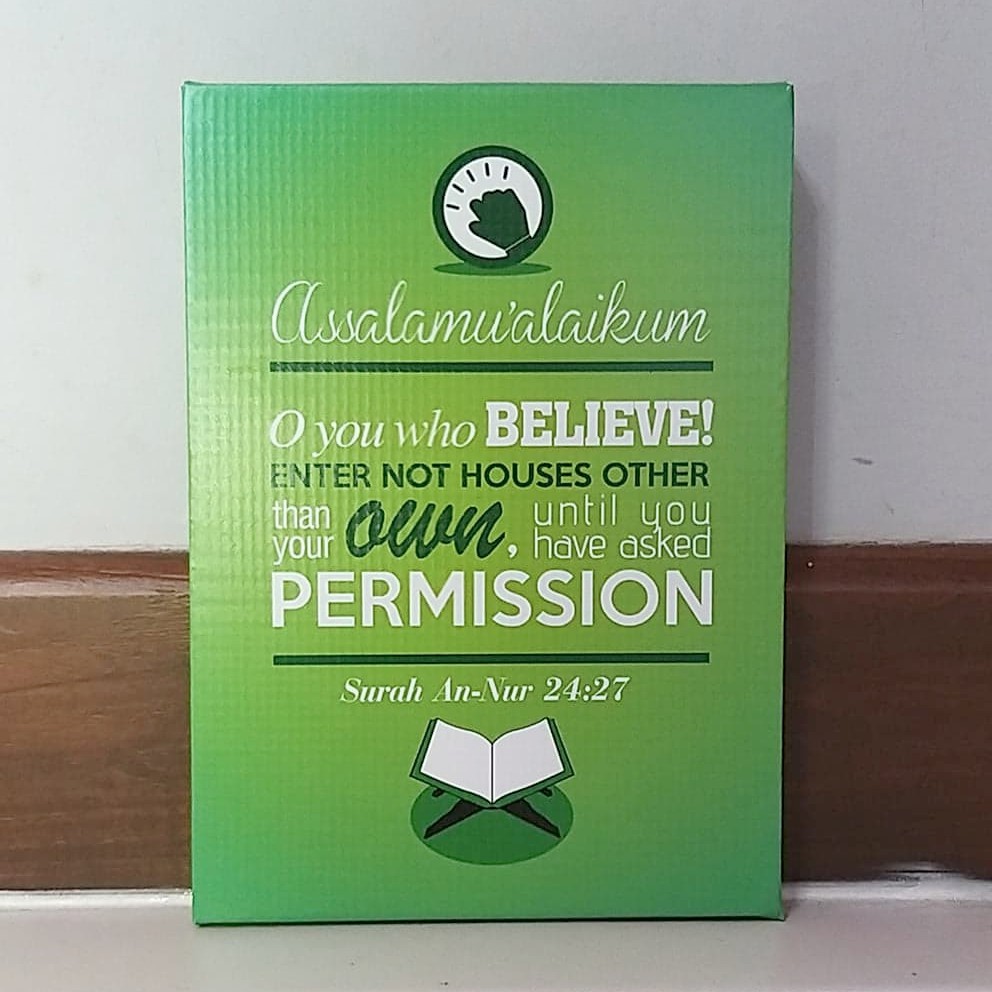 Assalamu'alaikum
O you who BELIEVE!
ENTER NOT HOUSES OTHER
than your own, until you have asked
PERMISSION
Surah An-Nur 24:27